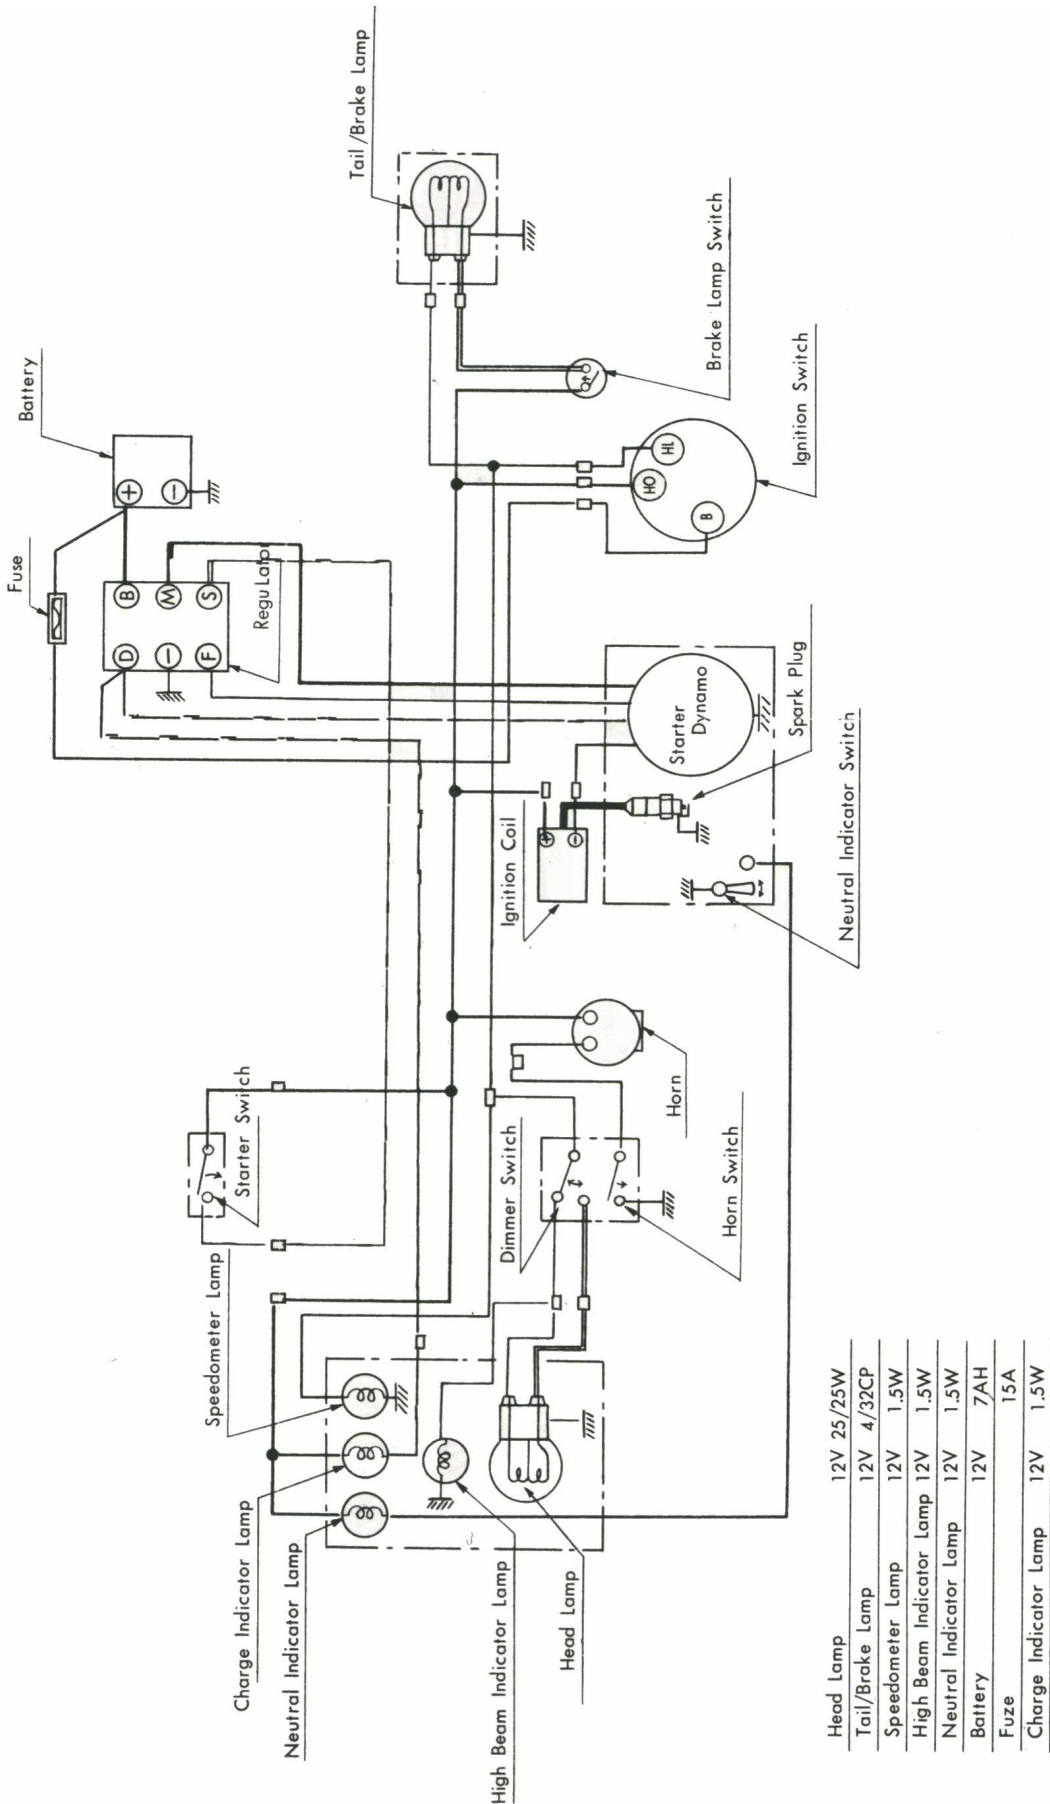 Tail/Brake Lamp
Battery
Fuse
Regulator
B
M
S
D
F
+
−
−
Brake Lamp Switch
Ignition Switch
HL
HO
B
Starter
Dynamo
Spark Plug
Ignition Coil
+
−
Neutral Indicator Switch
Starter Switch
Horn
Dimmer Switch
Horn Switch
Speedometer Lamp
Charge Indicator Lamp
Neutral Indicator Lamp
High Beam Indicator Lamp
Head Lamp
Head Lamp 12V 25/25W
Tail/Brake Lamp 12V 4/32CP
Speedometer Lamp 12V 1.5W
High Beam Indicator Lamp 12V 1.5W
Neutral Indicator Lamp 12V 1.5W
Battery 12V 7AH
Fuze 15A
Charge Indicator Lamp 12V 1.5W